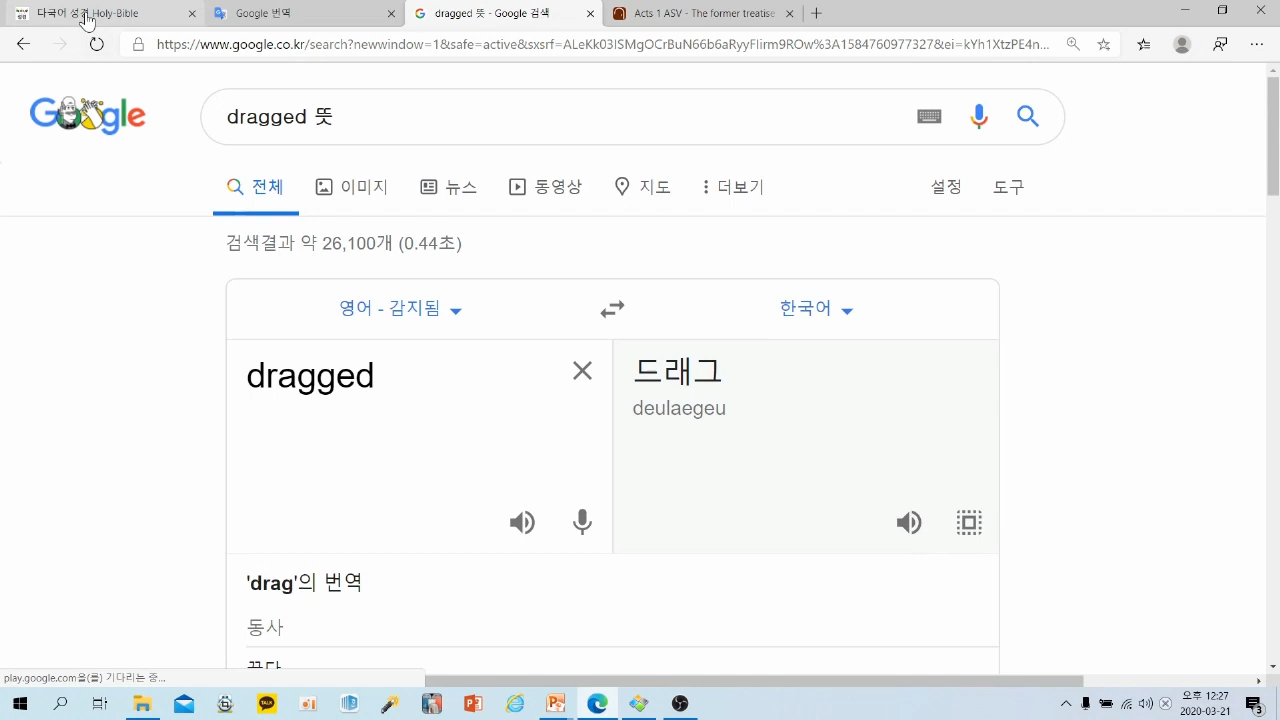 다국어 성경 Holy-Bible
Google 번역
dragged 뜻 - Google 검색
Acts 1 ASV - The former treatise
https://www.google.co.kr/search?newwindow=1&safe=active&sxsrf=ALeKk03ISMgOCrBuN66b6aRyyFlirm9ROw%3A1584760977327&ei=kYh1XtzPE4n...
Google
dragged 뜻
전체
이미지
뉴스
동영상
지도
더보기
설정
도구
검색결과 약 26,100개 (0.44초)
영어 - 감지됨
한국어
dragged
드래그
deulaegeu
'drag'의 번역
동사
끌다
play.google.com을(를) 기다리는 중...
TALK
오후 12:27
2020-03-21
3